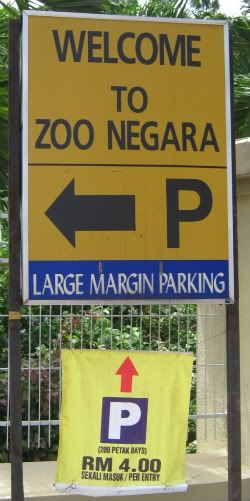 WELCOME
TO
ZOO NEGARA
P
LARGE MARGIN PARKING
P
(200 PETAK BAYS)
RM 4.00
SEKALI MASUK / PER ENTRY